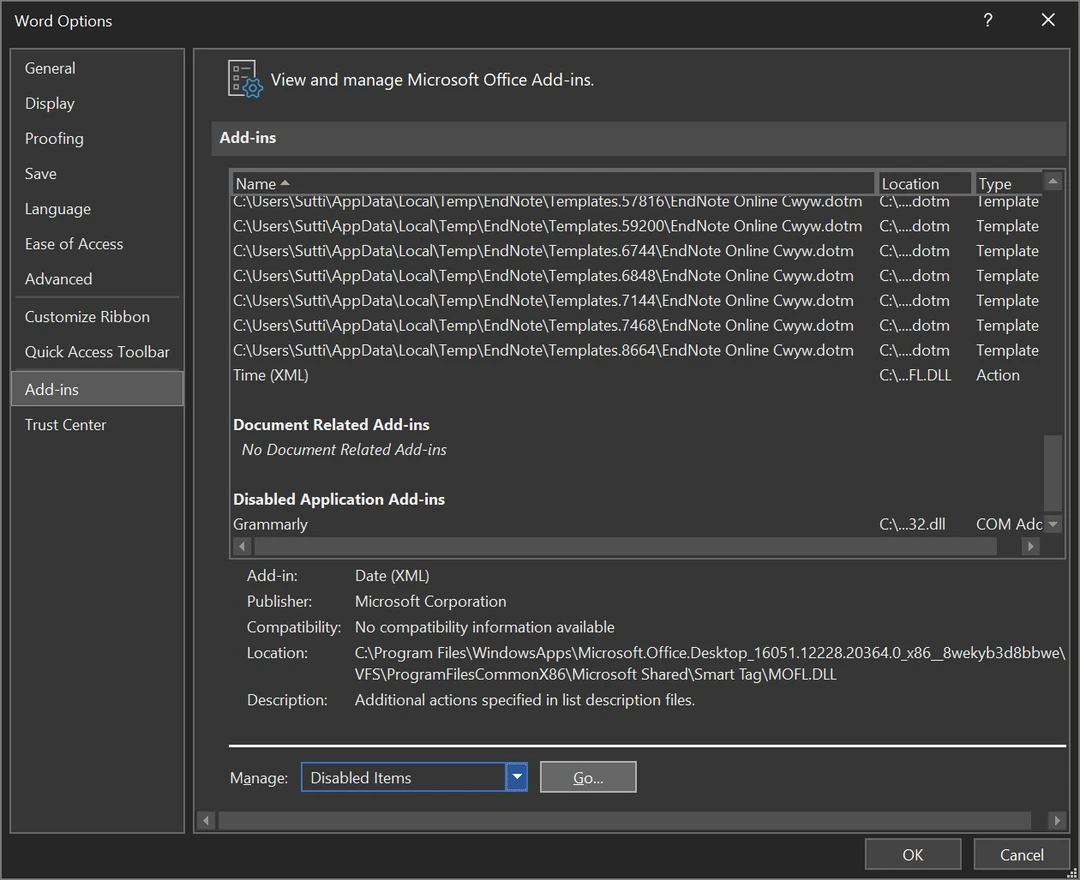 Word Options
?
General
Display
Proofing
Save
Language
Ease of Access
Advanced
Customize Ribbon
Quick Access Toolbar
Add-ins
Trust Center
View and manage Microsoft Office Add-ins.
Add-ins
Name Location Type
C:\Users\Sutti\AppData\Local\Temp\EndNote\Templates.57816\EndNote Online Cwyw.dotm C:\....dotm Template
C:\Users\Sutti\AppData\Local\Temp\EndNote\Templates.59200\EndNote Online Cwyw.dotm C:\....dotm Template
C:\Users\Sutti\AppData\Local\Temp\EndNote\Templates.6744\EndNote Online Cwyw.dotm C:\....dotm Template
C:\Users\Sutti\AppData\Local\Temp\EndNote\Templates.6848\EndNote Online Cwyw.dotm C:\....dotm Template
C:\Users\Sutti\AppData\Local\Temp\EndNote\Templates.7144\EndNote Online Cwyw.dotm C:\....dotm Template
C:\Users\Sutti\AppData\Local\Temp\EndNote\Templates.7468\EndNote Online Cwyw.dotm C:\....dotm Template
C:\Users\Sutti\AppData\Local\Temp\EndNote\Templates.8664\EndNote Online Cwyw.dotm C:\....dotm Template
Time (XML) C:\...FL.DLL Action
Document Related Add-ins
No Document Related Add-ins
Disabled Application Add-ins
Grammarly C:\...32.dll COM Adc
Add-in: Date (XML)
Publisher: Microsoft Corporation
Compatibility: No compatibility information available
Location: C:\Program Files\WindowsApps\Microsoft.Office.Desktop_16051.12228.20364.0_x86__8wekyb3d8bbwe\
VFS\ProgramFilesCommonX86\Microsoft Shared\Smart Tag\MOFL.DLL
Description: Additional actions specified in list description files.
Manage: Disabled Items Go...
OK Cancel